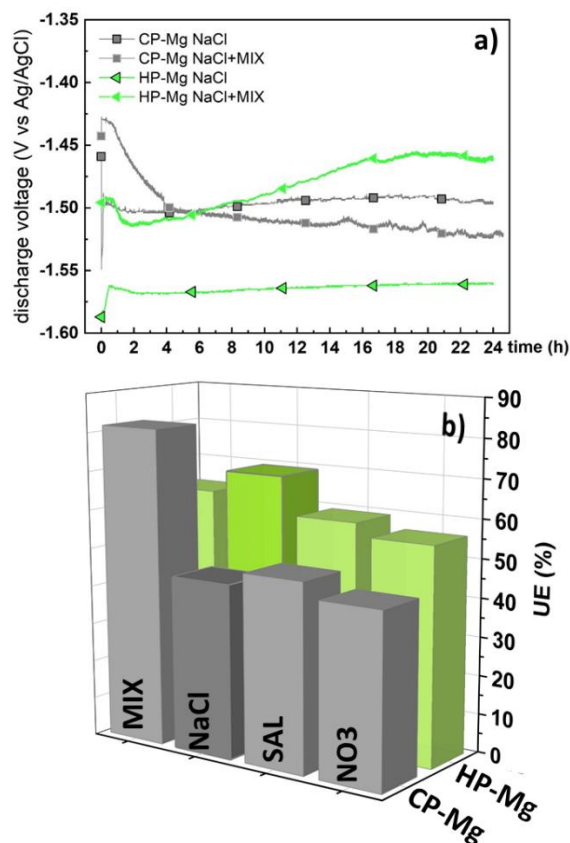 a)
CP-Mg NaCl
CP-Mg NaCl+MIX
HP-Mg NaCl
HP-Mg NaCl+MIX
discharge voltage (V vs Ag/AgCl)
-1.35
-1.40
-1.45
-1.50
-1.55
-1.60
0 2 4 6 8 10 12 14 16 18 20 22 24 time (h)
b)
90
80
70
60
50
40
30
20
10
0
UE (%)
MIX
NaCl
SAL
NO3
HP-Mg
CP-Mg